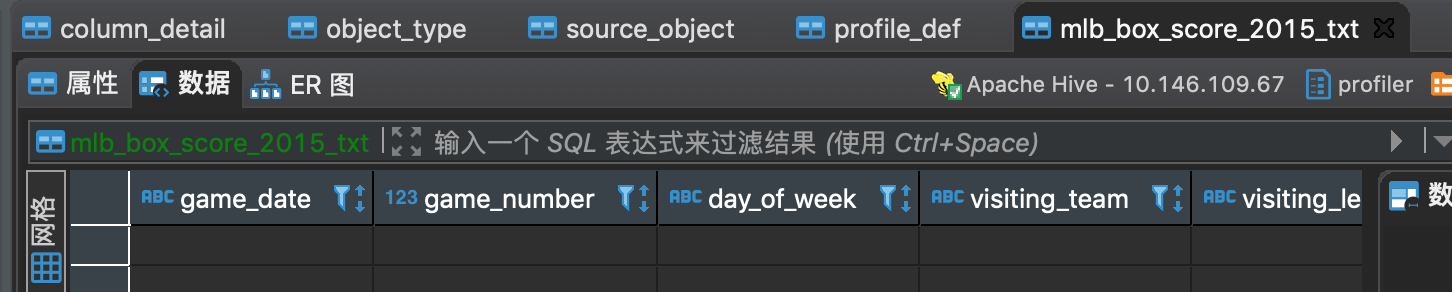 column_detail object_type source_object profile_def mlb_box_score_2015_txt
属性 数据 ER 图 Apache Hive - 10.146.109.67 profiler
mlb_box_score_2015_txt 输入一个 SQL 表达式来过滤结果 (使用 Ctrl+Space)
网格 ABC game_date 123 game_number ABC day_of_week ABC visiting_team ABC visiting_le 数